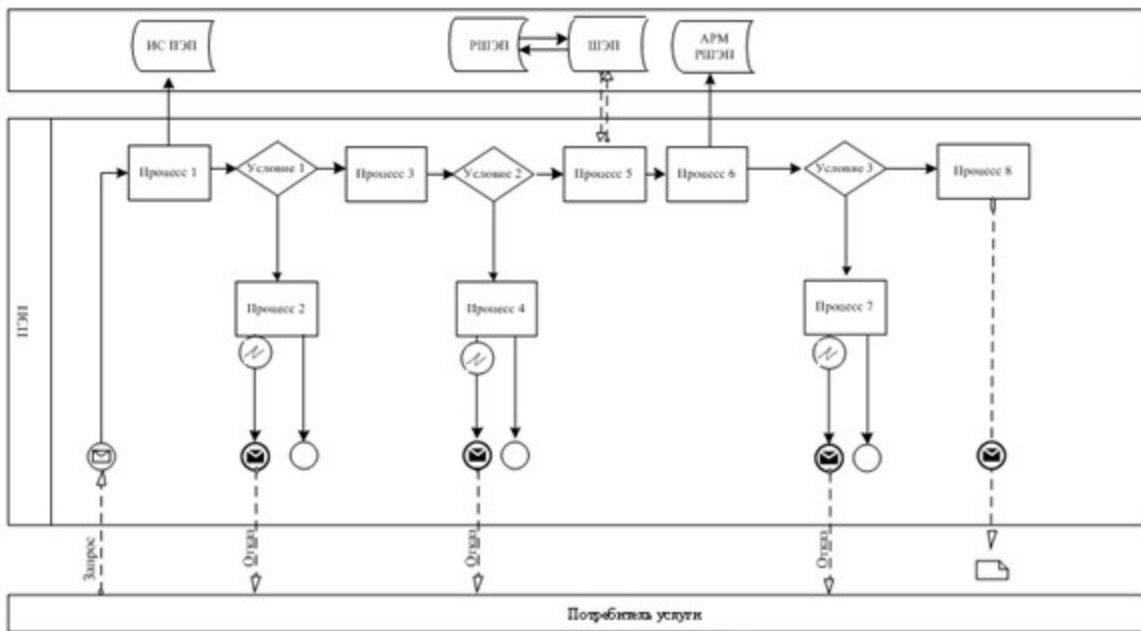 ИС ПЭП
РШЭП
ШЭП
АРМ
РШЭП
Процесс 1
Условие 1
Процесс 3
Условие 2
Процесс 5
Процесс 6
Условие 3
Процесс 8
Процесс 2
Процесс 4
Процесс 7
Запрос
Отказ
Отказ
Отказ
Потребитель услуги